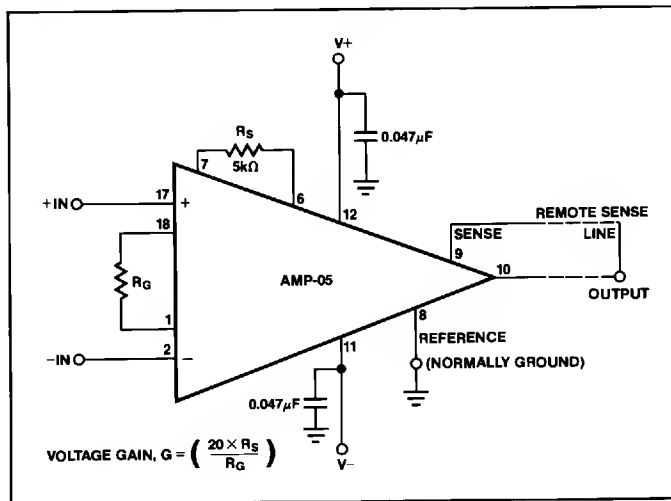 V+
0.047μF
RS
5kΩ
7
6
12
+IN
17
+
18
RG
1
−IN
2
−
AMP-05
REMOTE SENSE
SENSE
LINE
9
10
OUTPUT
8
REFERENCE
(NORMALLY GROUND)
11
0.047μF
V−
VOLTAGE GAIN, G = ( 20 × RS / RG )